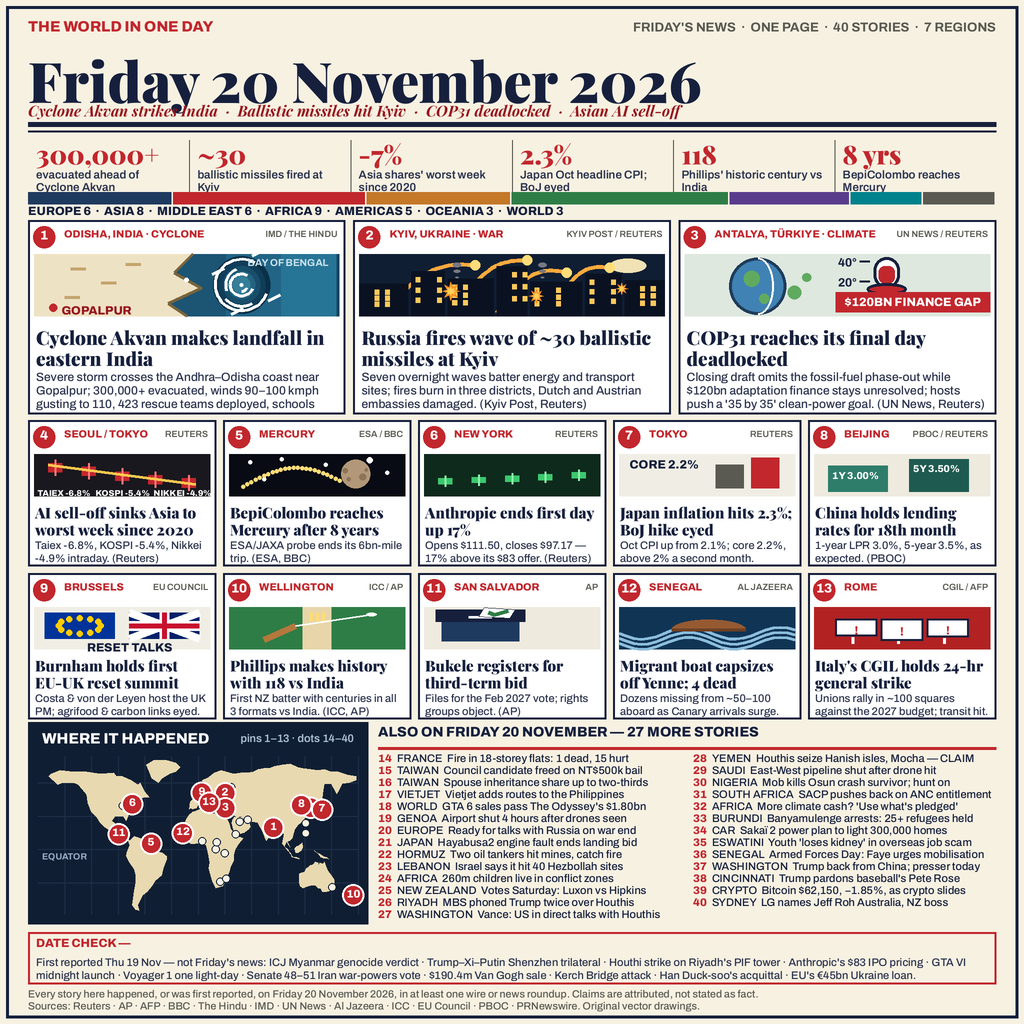 THE WORLD IN ONE DAY
FRIDAY'S NEWS · ONE PAGE · 40 STORIES · 7 REGIONS
Friday 20 November 2026
Cyclone Akvan strikes India · Ballistic missiles hit Kyiv · COP31 deadlocked · Asian AI sell-off
300,000+
evacuated ahead of
Cyclone Akvan
~30
ballistic missiles fired at
Kyiv
-7%
Asia shares' worst week
since 2020
2.3%
Japan Oct headline CPI;
BoJ eyed
118
Phillips' historic century vs
India
8 yrs
BepiColombo reaches
Mercury
EUROPE 6 · ASIA 8 · MIDDLE EAST 6 · AFRICA 9 · AMERICAS 5 · OCEANIA 3 · WORLD 3
1 ODISHA, INDIA · CYCLONE IMD / THE HINDU
BAY OF BENGAL
GOPALPUR
Cyclone Akvan makes landfall in
eastern India
Severe storm crosses the Andhra–Odisha coast near
Gopalpur; 300,000+ evacuated, winds 90–100 kmph
gusting to 110, 423 rescue teams deployed, schools
2 KYIV, UKRAINE · WAR KYIV POST / REUTERS
Russia fires wave of ~30 ballistic
missiles at Kyiv
Seven overnight waves batter energy and transport
sites; fires burn in three districts, Dutch and Austrian
embassies damaged. (Kyiv Post, Reuters)
3 ANTALYA, TÜRKIYE · CLIMATE UN NEWS / REUTERS
40°
20°
$120BN FINANCE GAP
COP31 reaches its final day
deadlocked
Closing draft omits the fossil-fuel phase-out while
$120bn adaptation finance stays unresolved; hosts
push a '35 by 35' clean-power goal. (UN News, Reuters)
4 SEOUL / TOKYO REUTERS
TAIEX -6.8% KOSPI -5.4% NIKKEI -4.9%
AI sell-off sinks Asia to
worst week since 2020
Taiex -6.8%, KOSPI -5.4%, Nikkei
-4.9% intraday. (Reuters)
5 MERCURY ESA / BBC
BepiColombo reaches
Mercury after 8 years
ESA/JAXA probe ends its 6bn-mile
trip. (ESA, BBC)
6 NEW YORK REUTERS
Anthropic ends first day
up 17%
Opens $111.50, closes $97.17 —
17% above its $83 offer. (Reuters)
7 TOKYO REUTERS
CORE 2.2%
Japan inflation hits 2.3%;
BoJ hike eyed
Oct CPI up from 2.1%; core 2.2%,
above 2% a second month.
8 BEIJING PBOC / REUTERS
1Y 3.00%
5Y 3.50%
China holds lending
rates for 18th month
1-year LPR 3.0%, 5-year 3.5%, as
expected. (PBOC)
9 BRUSSELS EU COUNCIL
RESET TALKS
Burnham holds first
EU-UK reset summit
Costa & von der Leyen host the UK
PM; agrifood & carbon links eyed.
10 WELLINGTON ICC / AP
Phillips makes history
with 118 vs India
First NZ batter with centuries in all
3 formats vs India. (ICC, AP)
11 SAN SALVADOR AP
Bukele registers for
third-term bid
Files for the Feb 2027 vote; rights
groups object. (AP)
12 SENEGAL AL JAZEERA
Migrant boat capsizes
off Yenne; 4 dead
Dozens missing from ~50–100
aboard as Canary arrivals surge.
13 ROME CGIL / AFP
! ! !
Italy's CGIL holds 24-hr
general strike
Unions rally in ~100 squares
against the 2027 budget; transit hit.
WHERE IT HAPPENED pins 1–13 · dots 14–40
9 2
13 3
6
8 7
1
11
5
12
EQUATOR
10
ALSO ON FRIDAY 20 NOVEMBER — 27 MORE STORIES
14 FRANCE Fire in 18-storey flats: 1 dead, 15 hurt
15 TAIWAN Council candidate freed on NT$500k bail
16 TAIWAN Spouse inheritance share up to two-thirds
17 VIETJET Vietjet adds routes to the Philippines
18 WORLD GTA 6 sales pass The Odyssey's $1.80bn
19 GENOA Airport shut 4 hours after drones seen
20 EUROPE Ready for talks with Russia on war end
21 JAPAN Hayabusa2 engine fault ends landing bid
22 HORMUZ Two oil tankers hit mines, catch fire
23 LEBANON Israel says it hit 40 Hezbollah sites
24 AFRICA 260m children live in conflict zones
25 NEW ZEALAND Votes Saturday: Luxon vs Hipkins
26 RIYADH MBS phoned Trump twice over Houthis
27 WASHINGTON Vance: US in direct talks with Houthis
28 YEMEN Houthis seize Hanish isles, Mocha — CLAIM
29 SAUDI East-West pipeline shut after drone hit
30 NIGERIA Mob kills Osun crash survivor; hunt on
31 SOUTH AFRICA SACP pushes back on ANC entitlement
32 AFRICA More climate cash? 'Use what's pledged'
33 BURUNDI Banyamulenge arrests: 25+ refugees held
34 CAR Sakaï 2 power plan to light 300,000 homes
35 ESWATINI Youth 'loses kidney' in overseas job scam
36 SENEGAL Armed Forces Day: Faye urges mobilisation
37 WASHINGTON Trump back from China; presser today
38 CINCINNATI Trump pardons baseball's Pete Rose
39 CRYPTO Bitcoin $62,150, −1.85%, as crypto slides
40 SYDNEY LG names Jeff Roh Australia, NZ boss
DATE CHECK —
First reported Thu 19 Nov — not Friday's news: ICJ Myanmar genocide verdict · Trump–Xi–Putin Shenzhen trilateral · Houthi strike on Riyadh's PIF tower · Anthropic's $83 IPO pricing · GTA VI
midnight launch · Voyager 1 one light-day · Senate 48–51 Iran war-powers vote · $190.4m Van Gogh sale · Kerch Bridge attack · Han Duck-soo's acquittal · EU's €45bn Ukraine loan.
Every story here happened, or was first reported, on Friday 20 November 2026, in at least one wire or news roundup. Claims are attributed, not stated as fact.
Sources: Reuters · AP · AFP · BBC · The Hindu · IMD · UN News · Al Jazeera · ICC · EU Council · PBOC · PRNewswire. Original vector drawings.